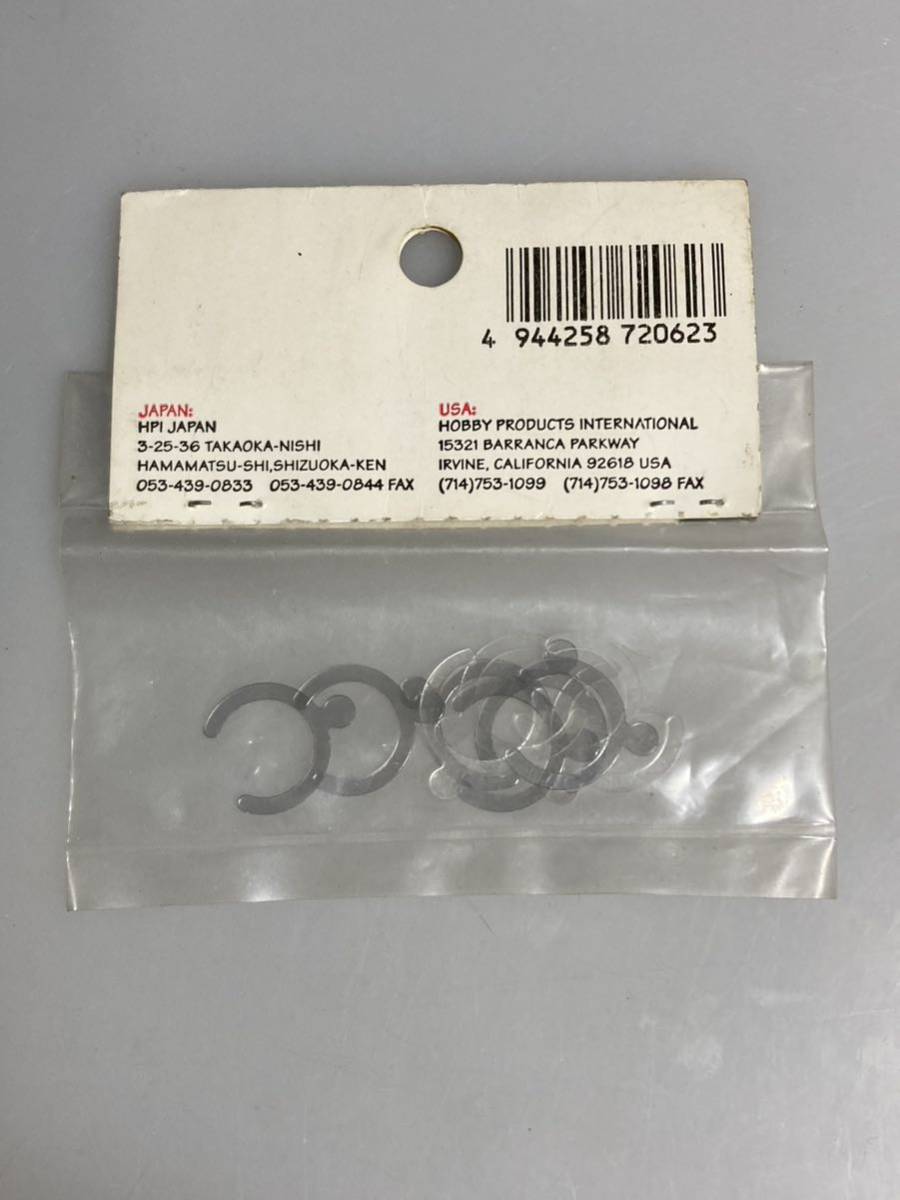 4 944258 720623
JAPAN:
HPI JAPAN
3-25-36 TAKAOKA-NISHI
HAMAMATSU-SHI,SHIZUOKA-KEN
053-439-0833 053-439-0844 FAX
USA:
HOBBY PRODUCTS INTERNATIONAL
15321 BARRANCA PARKWAY
IRVINE, CALIFORNIA 92618 USA
(714)753-1099 (714)753-1098 FAX